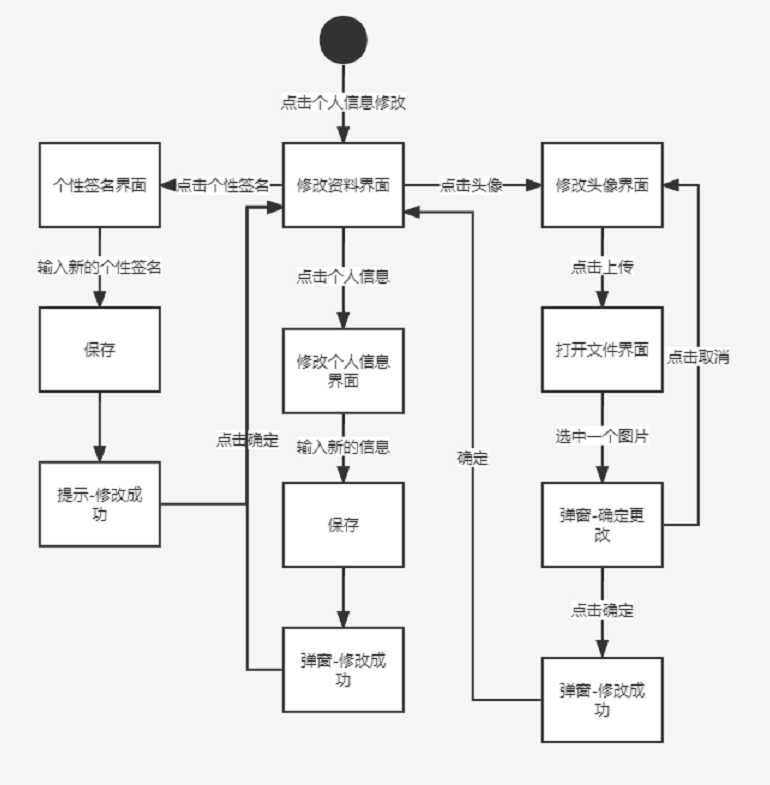 点击个人信息修改
个性签名界面
点击个性签名
修改资料界面
点击头像
修改头像界面
输入新的个性签名
点击个人信息
点击上传
保存
修改个人信息
界面
打开文件界面
点击取消
点击确定
输入新的信息
确定
选中一个图片
提示-修改成
功
保存
弹窗-确定更
改
点击确定
弹窗-修改成
功
弹窗-修改成
功